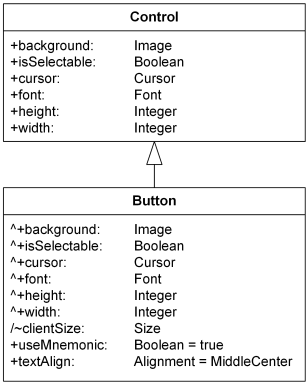 Control
+background: Image
+isSelectable: Boolean
+cursor: Cursor
+font: Font
+height: Integer
+width: Integer
Button
^+background: Image
^+isSelectable: Boolean
^+cursor: Cursor
^+font: Font
^+height: Integer
^+width: Integer
/~clientSize: Size
+useMnemonic: Boolean = true
+textAlign: Alignment = MiddleCenter